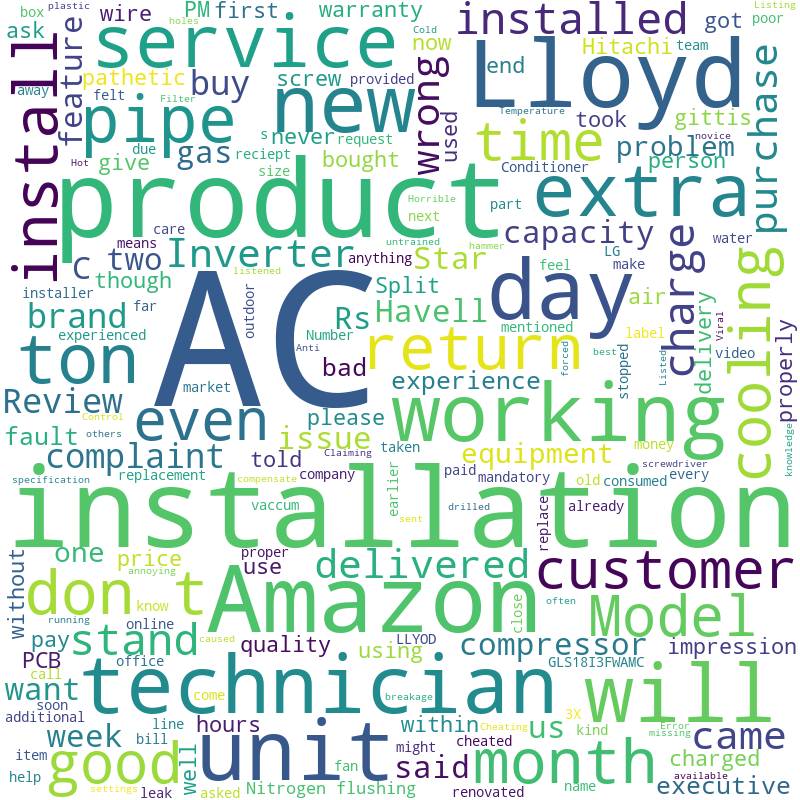 box
plastic
PM
first
warranty
Cold
Listing
ask
wire
holes
service
installed
got
poor
away
feature
pathetic
buy
screw
provided
now
Hitachi
team
felt
Filter
new
end
Lloyd
Temperature
took
gittis
novice
install
pipe
due
s
never
request
wrong
used
time
problem
purchase
Hot
give
gas
reciept
bought
Conditioner
person
product
size
Horrible
next
part
extra
care
means
untrained
hammer
capacity
LG
water
C
two
Inverter
anything
Star
feel
make
charge
though
listened
AC
Split
day
air
cooling
installer
far
outdoor
Rs
Havell
mentioned
delivery
Viral
properly
brand
experienced
Number
label
ton
Anti
return
forced
best
stopped
Listed
video
bad
market
experience
Review
Control
even
please
working
others
fault
complaint
issue
taken
equipment
money
knowledge
told
Claiming
screwdriver
specification
replacement
compensate
company
earlier
paid
mandatory
old
consumed
every
installation
vaccum
sent
drilled
replace
already
without
one
price
proper
use
delivered
customer
annoying
don t
know
Amazon
close
often
Model
running
online
caused
pay
stand
quality
using
LLYOD
compressor
impression
PCB
office
GLS18I3FWAMC
call
want
technician
come
breakage
will
soon
additional
line
hours
within
Cheating
us
3X
Error
missing
week
bill
well
unit
might
cheated
kind
came
item
good
said
month
charged
help
fan
available
settings
leak
asked
Nitrogen flushing
renovated
name
executive